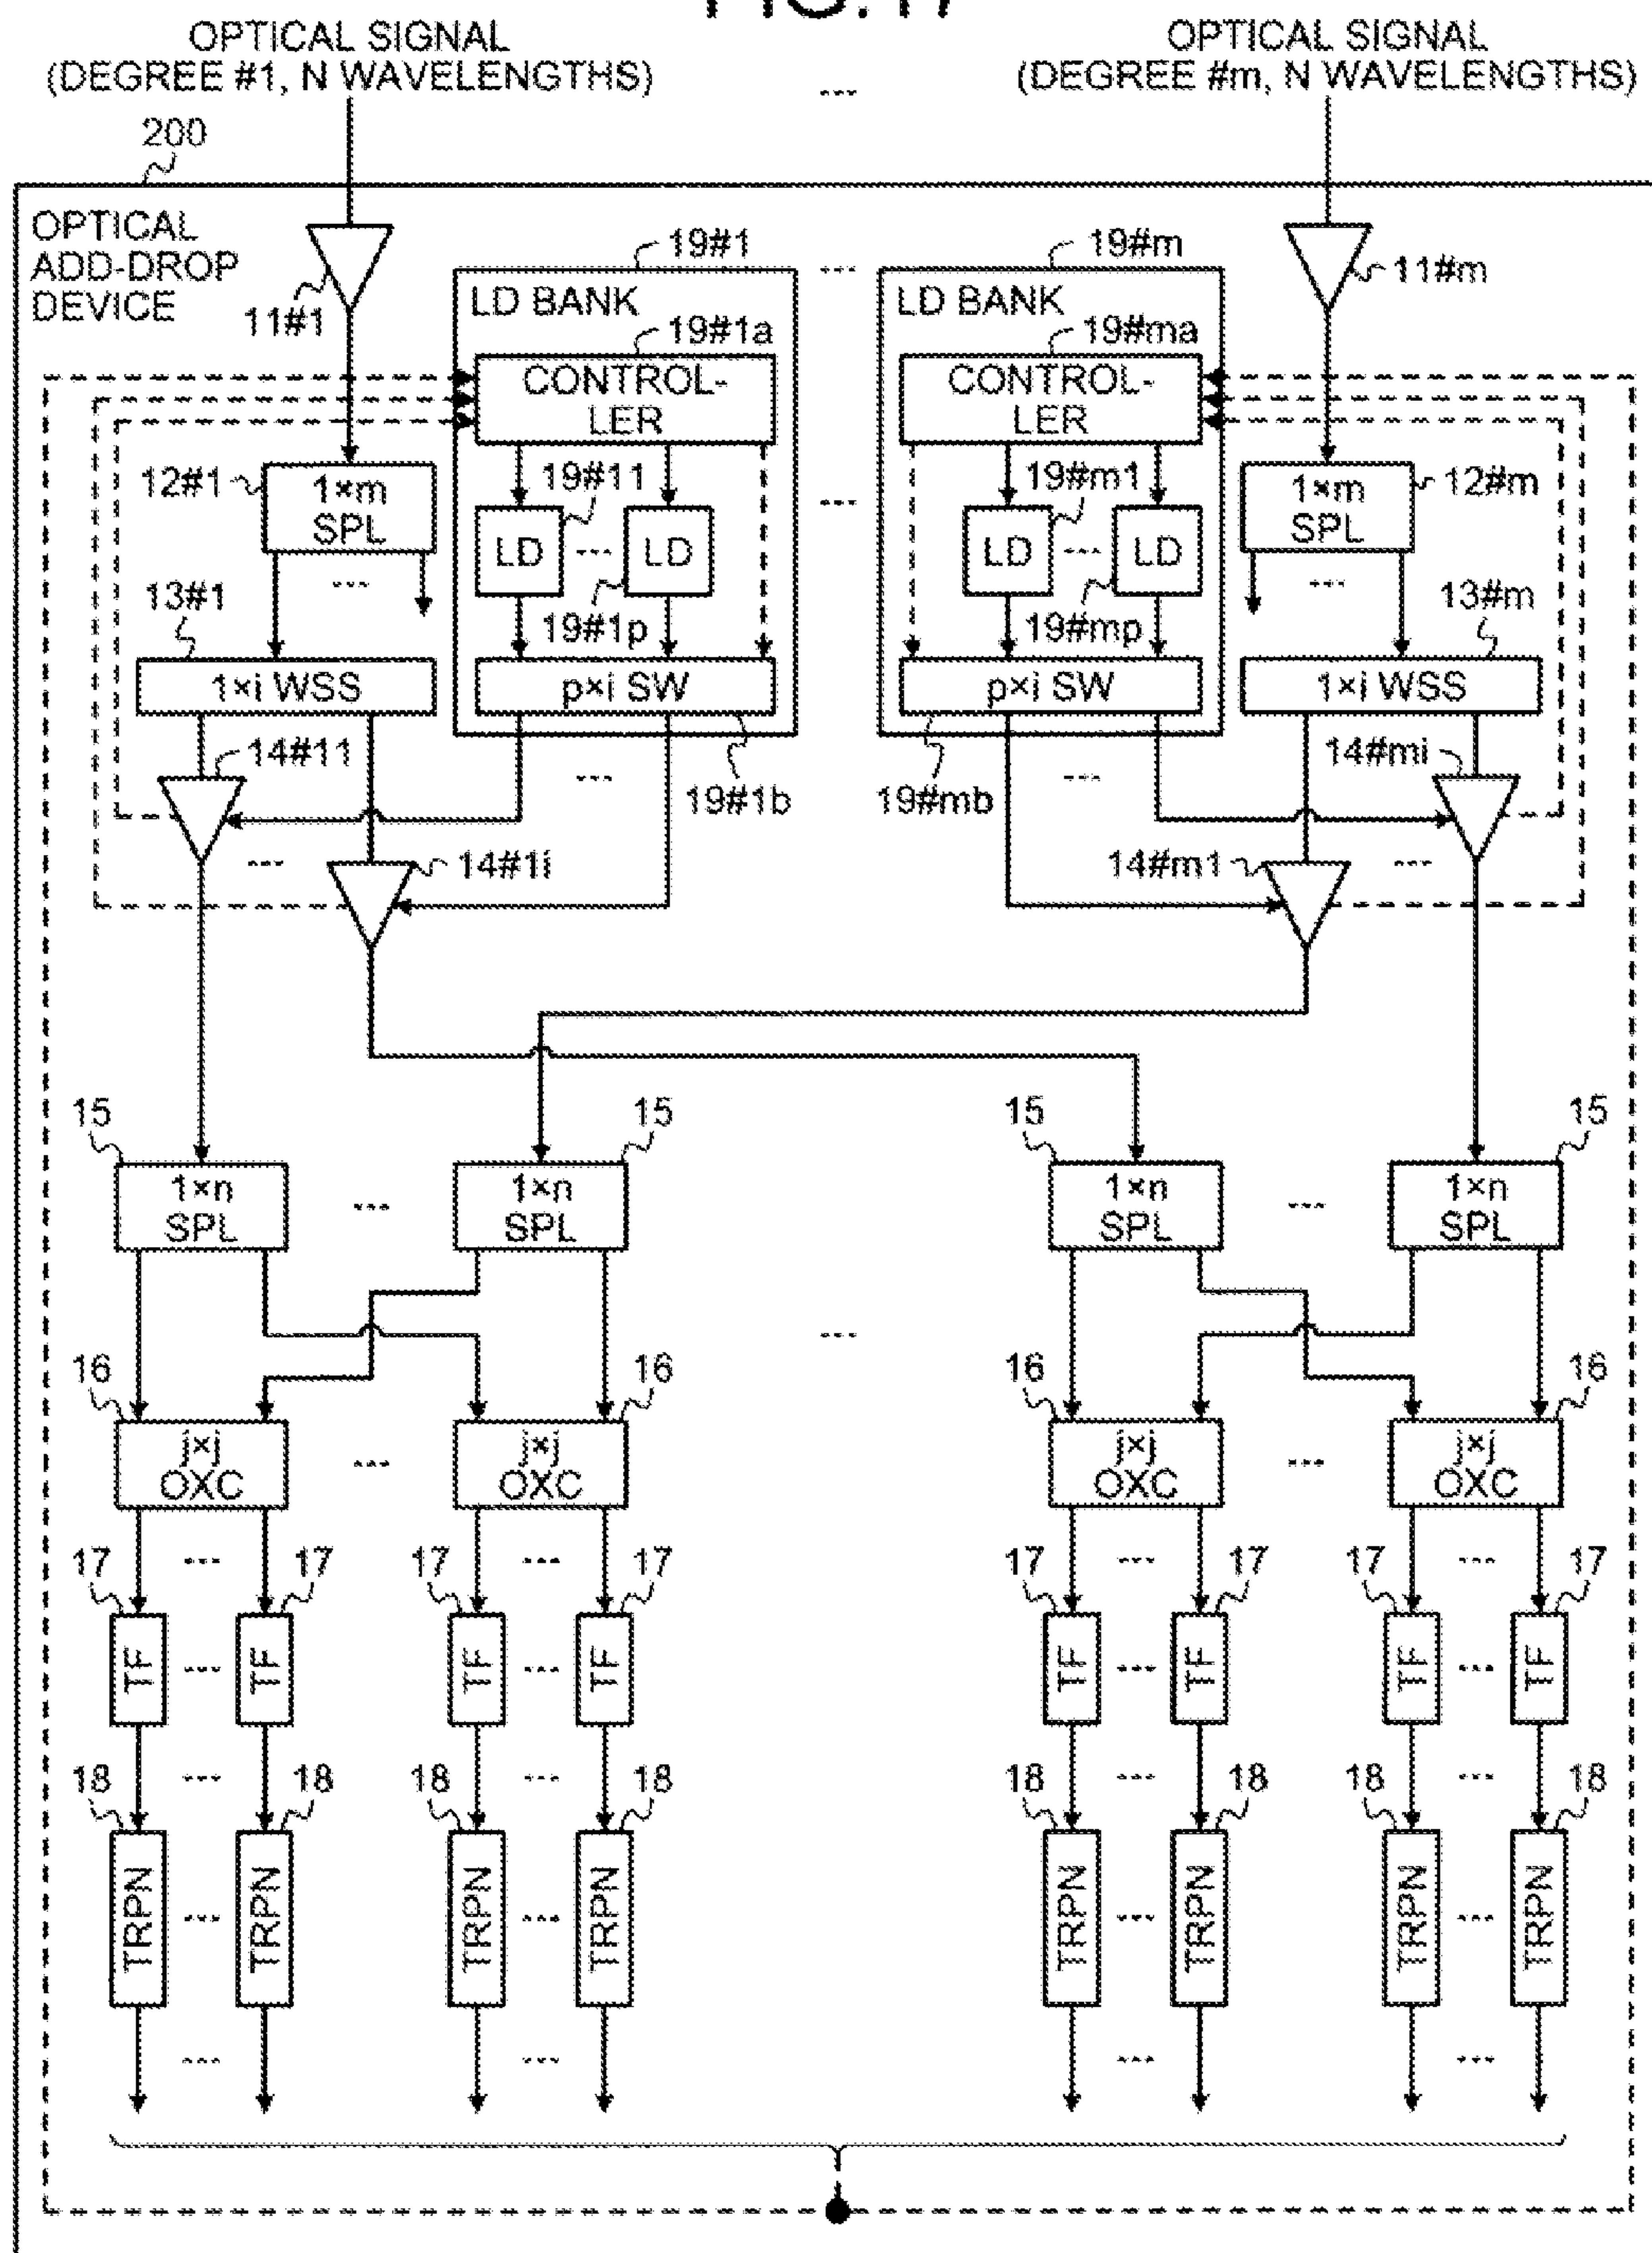 FIG.17
OPTICAL SIGNAL
(DEGREE #1, N WAVELENGTHS)
...
OPTICAL SIGNAL
(DEGREE #m, N WAVELENGTHS)
200
OPTICAL
ADD-DROP
DEVICE
11#1
19#1
...
19#m
11#m
LD BANK
LD BANK
19#1a
19#ma
CONTROL-
LER
CONTROL-
LER
12#1
1×m
SPL
19#11
...
19#m1
1×m
SPL
12#m
LD
...
LD
LD
...
LD
...
...
13#1
19#1p
19#mp
13#m
1×i WSS
p×i SW
p×i SW
1×i WSS
14#11
...
19#1b
19#mb
...
14#mi
...
14#1i
14#m1
...
15
15
15
15
1×n
SPL
...
1×n
SPL
1×n
SPL
...
1×n
SPL
...
16
16
16
16
j×j
OXC
...
j×j
OXC
j×j
OXC
...
j×j
OXC
17
...
17
17
...
17
17
...
17
17
...
17
TF
...
TF
TF
...
TF
TF
...
TF
TF
...
TF
18
...
18
18
...
18
18
...
18
18
...
18
TRPN
...
TRPN
TRPN
...
TRPN
TRPN
...
TRPN
TRPN
...
TRPN
...
...
...
...